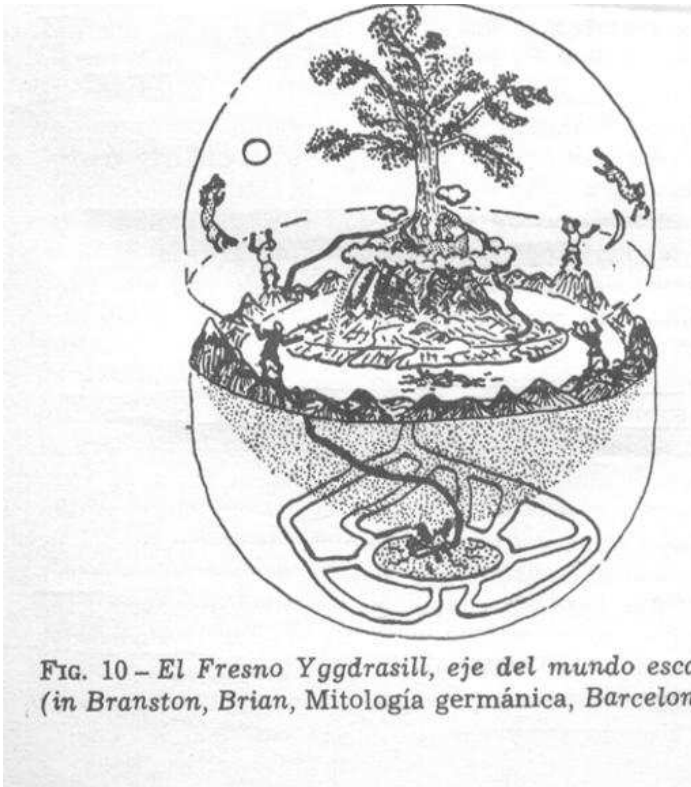 FIG. 10 – El Fresno Yggdrasill, eje del mundo esca
(in Branston, Brian, Mitología germánica, Barcelon